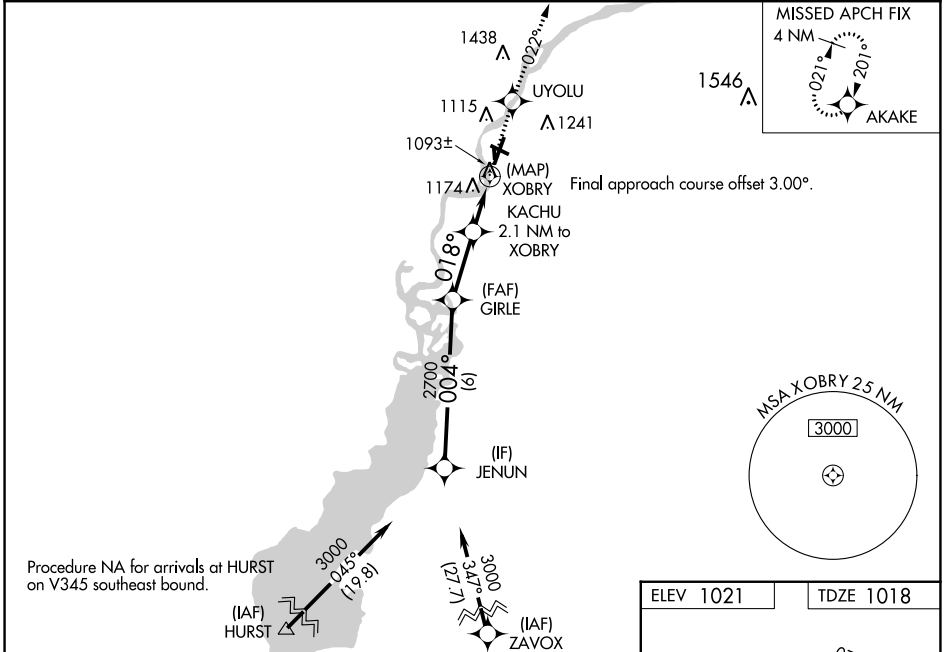 MISSED APCH FIX
4 NM
021°
201°
AKAKE
1438
022°
1546
UYOLU
1115
1241
1093±
(MAP)
XOBRY
Final approach course offset 3.00°.
1174
KACHU
2.1 NM to
XOBRY
018°
(FAF)
GIRLE
2700
004°
(6)
MSA XOBRY 25 NM
3000
(IF)
JENUN
Procedure NA for arrivals at HURST
on V345 southeast bound.
3000
045°
(19.8)
3000
347°
(27.7)
(IAF)
HURST
(IAF)
ZAVOX
ELEV 1021
TDZE 1018